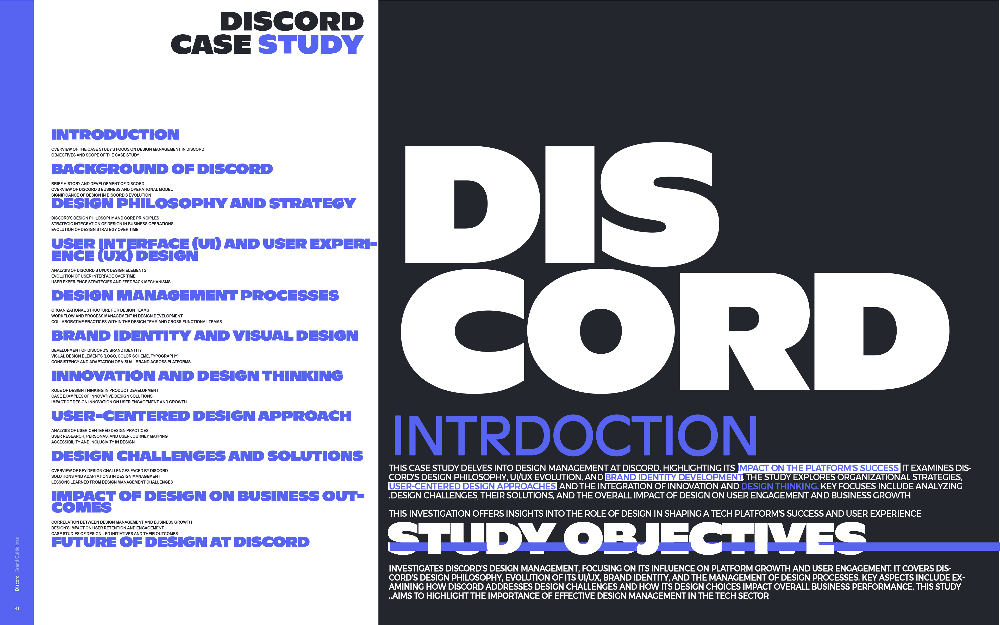 DISCORD
CASE STUDY
INTRODUCTION
OVERVIEW OF THE CASE STUDY'S FOCUS ON DESIGN MANAGEMENT IN DISCORD
OBJECTIVES AND SCOPE OF THE CASE STUDY
BACKGROUND OF DISCORD
BRIEF HISTORY AND DEVELOPMENT OF DISCORD
OVERVIEW OF DISCORD'S BUSINESS AND OPERATIONAL MODEL
SIGNIFICANCE OF DESIGN IN DISCORD'S EVOLUTION
DESIGN PHILOSOPHY AND STRATEGY
DISCORD'S DESIGN PHILOSOPHY AND CORE PRINCIPLES
STRATEGIC INTEGRATION OF DESIGN IN BUSINESS OPERATIONS
EVOLUTION OF DESIGN STRATEGY OVER TIME
USER INTERFACE (UI) AND USER EXPERI-
ENCE (UX) DESIGN
ANALYSIS OF DISCORD'S UI/UX DESIGN ELEMENTS
EVOLUTION OF USER INTERFACE OVER TIME
USER EXPERIENCE STRATEGIES AND FEEDBACK MECHANISMS
DESIGN MANAGEMENT PROCESSES
ORGANIZATIONAL STRUCTURE FOR DESIGN TEAMS
WORKFLOW AND PROCESS MANAGEMENT IN DESIGN DEVELOPMENT
COLLABORATIVE PRACTICES WITHIN THE DESIGN TEAM AND CROSS-FUNCTIONAL TEAMS
BRAND IDENTITY AND VISUAL DESIGN
DEVELOPMENT OF DISCORD'S BRAND IDENTITY
VISUAL DESIGN ELEMENTS (LOGO, COLOR SCHEME, TYPOGRAPHY)
CONSISTENCY AND ADAPTATION OF VISUAL BRAND ACROSS PLATFORMS
INNOVATION AND DESIGN THINKING
ROLE OF DESIGN THINKING IN PRODUCT DEVELOPMENT
CASE EXAMPLES OF INNOVATIVE DESIGN SOLUTIONS
IMPACT OF DESIGN INNOVATION ON USER ENGAGEMENT AND GROWTH
USER-CENTERED DESIGN APPROACH
ANALYSIS OF USER-CENTERED DESIGN PRACTICES
USER RESEARCH, PERSONAS, AND USER JOURNEY MAPPING
ACCESSIBILITY AND INCLUSIVITY IN DESIGN
DESIGN CHALLENGES AND SOLUTIONS
OVERVIEW OF KEY DESIGN CHALLENGES FACED BY DISCORD
SOLUTIONS AND ADAPTATIONS IN DESIGN MANAGEMENT
LESSONS LEARNED FROM DESIGN MANAGEMENT CHALLENGES
IMPACT OF DESIGN ON BUSINESS OUT-
COMES
CORRELATION BETWEEN DESIGN MANAGEMENT AND BUSINESS GROWTH
DESIGN'S IMPACT ON USER RETENTION AND ENGAGEMENT
CASE STUDIES OF DESIGN-LED INITIATIVES AND THEIR OUTCOMES
FUTURE OF DESIGN AT DISCORD
Discord Brand Guidelines
41
DIS
CORD
INTRDOCTION
THIS CASE STUDY DELVES INTO DESIGN MANAGEMENT AT DISCORD, HIGHLIGHTING ITS IMPACT ON THE PLATFORM'S SUCCESS IT EXAMINES DIS-
CORD'S DESIGN PHILOSOPHY, UI/UX EVOLUTION, AND BRAND IDENTITY DEVELOPMENT. THE STUDY EXPLORES ORGANIZATIONAL STRATEGIES,
USER-CENTERED DESIGN APPROACHES, AND THE INTEGRATION OF INNOVATION AND DESIGN THINKING. KEY FOCUSES INCLUDE ANALYZING
.DESIGN CHALLENGES, THEIR SOLUTIONS, AND THE OVERALL IMPACT OF DESIGN ON USER ENGAGEMENT AND BUSINESS GROWTH
THIS INVESTIGATION OFFERS INSIGHTS INTO THE ROLE OF DESIGN IN SHAPING A TECH PLATFORM'S SUCCESS AND USER EXPERIENCE
STUDY OBJECTIVES
INVESTIGATES DISCORD'S DESIGN MANAGEMENT, FOCUSING ON ITS INFLUENCE ON PLATFORM GROWTH AND USER ENGAGEMENT. IT COVERS DIS-
CORD'S DESIGN PHILOSOPHY, EVOLUTION OF ITS UI/UX, BRAND IDENTITY, AND THE MANAGEMENT OF DESIGN PROCESSES. KEY ASPECTS INCLUDE EX-
AMINING HOW DISCORD ADDRESSES DESIGN CHALLENGES AND HOW ITS DESIGN CHOICES IMPACT OVERALL BUSINESS PERFORMANCE. THIS STUDY
..AIMS TO HIGHLIGHT THE IMPORTANCE OF EFFECTIVE DESIGN MANAGEMENT IN THE TECH SECTOR